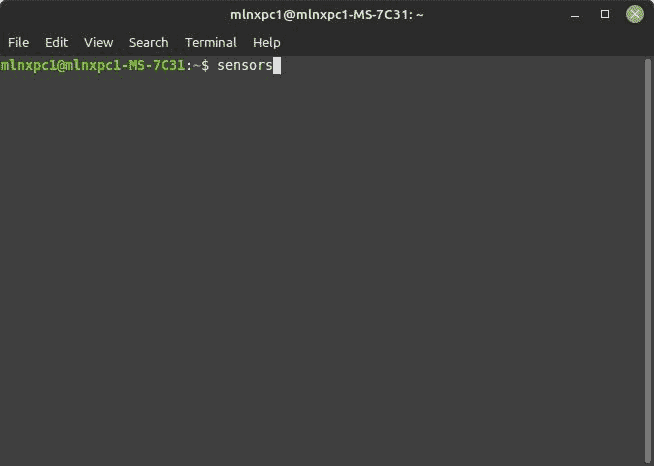 mlnxpc1@mlnxpc1-MS-7C31: ~
File Edit View Search Terminal Help
mlnxpc1@mlnxpc1-MS-7C31:~$ sensors